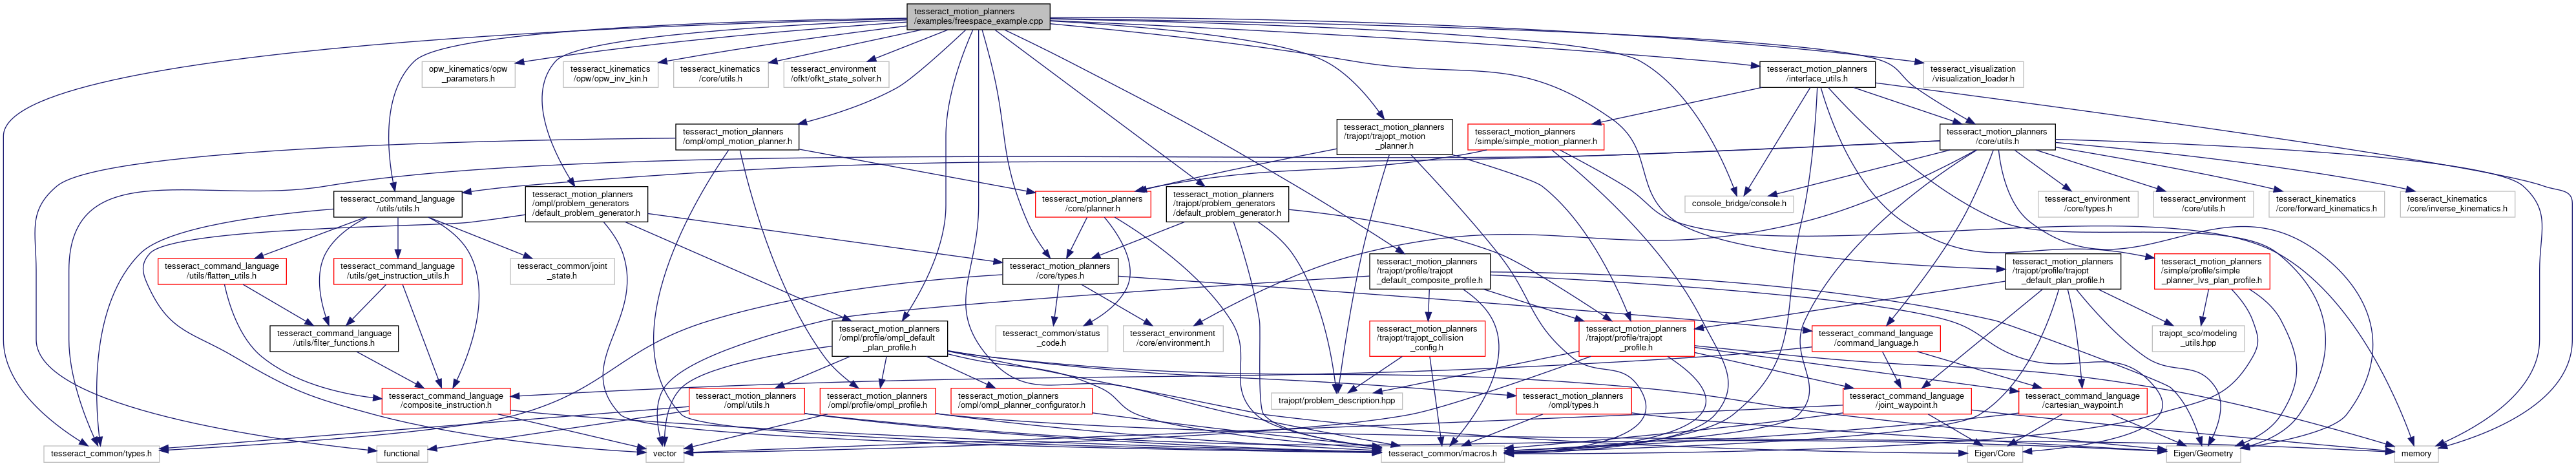 tesseract_motion_planners
/examples/freespace_example.cpp
opw_kinematics/opw
_parameters.h
tesseract_kinematics
/opw/opw_inv_kin.h
tesseract_kinematics
/core/utils.h
tesseract_environment
/ofkt/ofkt_state_solver.h
tesseract_motion_planners
/interface_utils.h
tesseract_visualization
/visualization_loader.h
tesseract_motion_planners
/ompl/ompl_motion_planner.h
tesseract_motion_planners
/trajopt/trajopt_motion
_planner.h
tesseract_motion_planners
/simple/simple_motion_planner.h
tesseract_motion_planners
/core/utils.h
tesseract_command_language
/utils/utils.h
tesseract_motion_planners
/ompl/problem_generators
/default_problem_generator.h
tesseract_motion_planners
/core/planner.h
tesseract_motion_planners
/trajopt/problem_generators
/default_problem_generator.h
console_bridge/console.h
tesseract_environment
/core/types.h
tesseract_environment
/core/utils.h
tesseract_kinematics
/core/forward_kinematics.h
tesseract_kinematics
/core/inverse_kinematics.h
tesseract_command_language
/utils/flatten_utils.h
tesseract_command_language
/utils/get_instruction_utils.h
tesseract_common/joint
_state.h
tesseract_motion_planners
/core/types.h
tesseract_motion_planners
/trajopt/profile/trajopt
_default_composite_profile.h
tesseract_motion_planners
/trajopt/profile/trajopt
_default_plan_profile.h
tesseract_motion_planners
/simple/profile/simple
_planner_lvs_plan_profile.h
tesseract_command_language
/utils/filter_functions.h
tesseract_motion_planners
/ompl/profile/ompl_default
_plan_profile.h
tesseract_common/status
_code.h
tesseract_environment
/core/environment.h
tesseract_motion_planners
/trajopt/trajopt_collision
_config.h
tesseract_motion_planners
/trajopt/profile/trajopt
_profile.h
tesseract_command_language
/command_language.h
trajopt_sco/modeling
_utils.hpp
tesseract_command_language
/composite_instruction.h
tesseract_motion_planners
/ompl/utils.h
tesseract_motion_planners
/ompl/profile/ompl_profile.h
tesseract_motion_planners
/ompl/ompl_planner_configurator.h
trajopt/problem_description.hpp
tesseract_motion_planners
/ompl/types.h
tesseract_command_language
/joint_waypoint.h
tesseract_command_language
/cartesian_waypoint.h
tesseract_common/types.h
functional
vector
tesseract_common/macros.h
Eigen/Core
Eigen/Geometry
memory